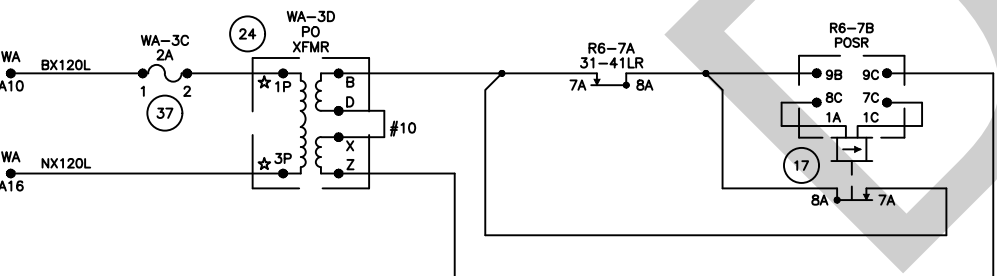 WA-3D
PO
XFMR
24
WA-3C
2A
R6-7B
POSR
R6-7A
31-41LR
WA
A10
BX120L
1 2
37
1P
B
D
7A 8A
9B 9C
8C 7C
1A 1C
#10
X
WA
A16
NX120L
3P
Z
17
8A 7A